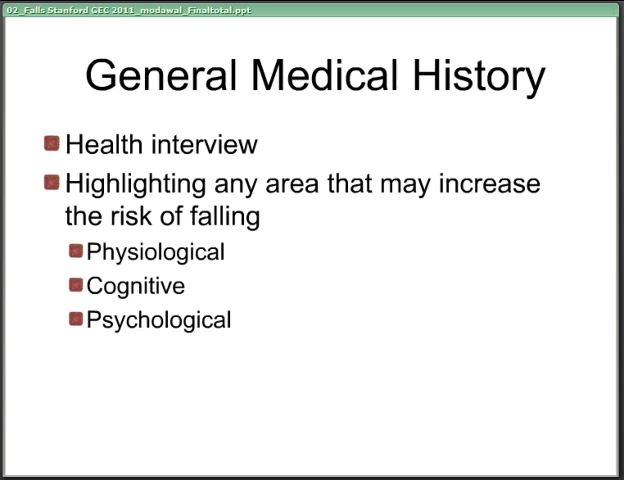 02_Falls Stanford GEC 2011_modawal_Finaltotal.ppt
General Medical History
Health interview
Highlighting any area that may increase
the risk of falling
Physiological
Cognitive
Psychological